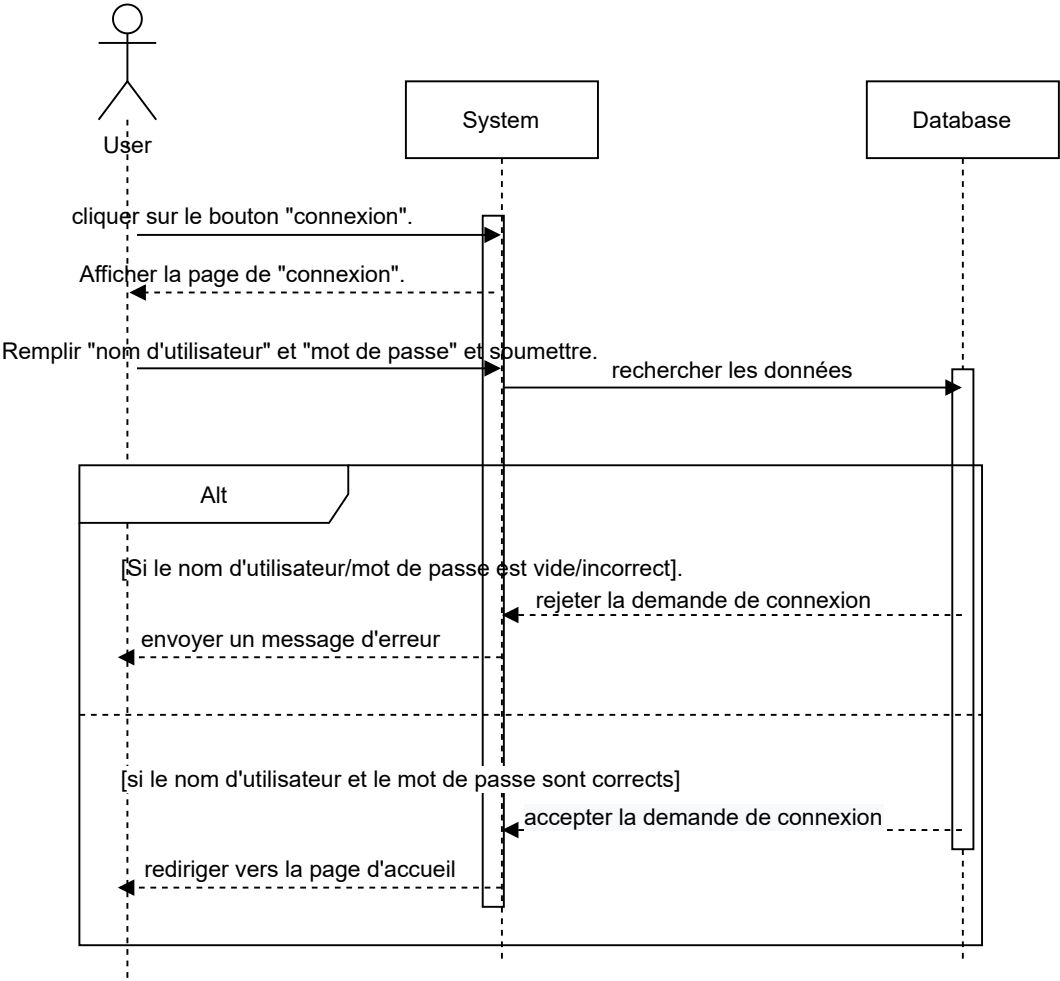 User
System
Database
cliquer sur le bouton "connexion".
Afficher la page de "connexion".
Remplir "nom d'utilisateur" et "mot de passe" et soumettre.
rechercher les données
Alt
[Si le nom d'utilisateur/mot de passe est vide/incorrect].
rejeter la demande de connexion
envoyer un message d'erreur
[si le nom d'utilisateur et le mot de passe sont corrects]
accepter la demande de connexion
rediriger vers la page d'accueil